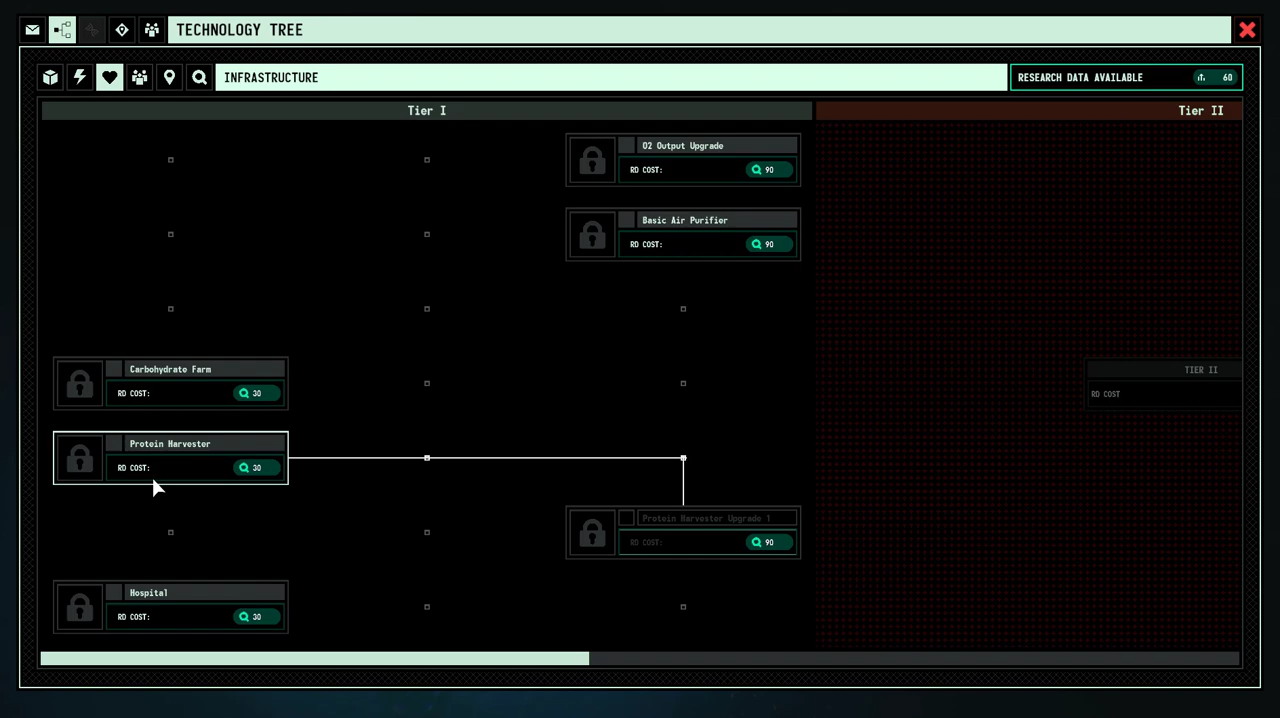 TECHNOLOGY TREE
INFRASTRUCTURE
RESEARCH DATA AVAILABLE 60
Tier I
Tier II
O2 Output Upgrade
RD COST: 90
Basic Air Purifier
RD COST: 90
Carbohydrate Farm
RD COST: 30
TIER II
RD COST
Protein Harvester
RD COST: 30
Protein Harvester Upgrade 1
RD COST: 90
Hospital
RD COST: 30